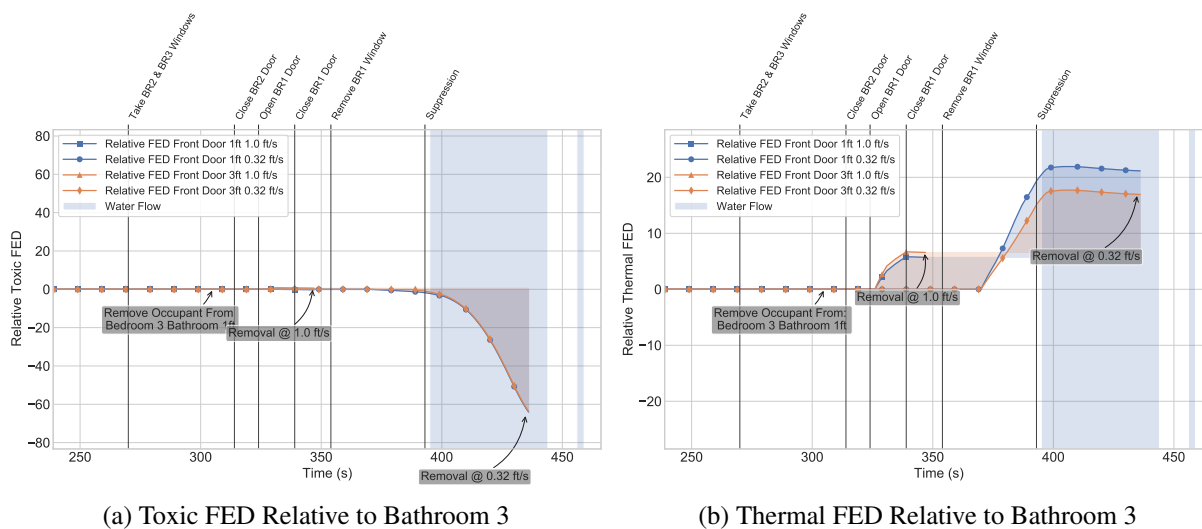 Take BR2 & BR3 Windows
Close BR2 Door
Open BR1 Door
Close BR1 Door
Remove BR1 Window
Suppression
80
60
40
20
0
−20
−40
−60
−80
Relative Toxic FED
Relative FED Front Door 1ft 1.0 ft/s
Relative FED Front Door 1ft 0.32 ft/s
Relative FED Front Door 3ft 1.0 ft/s
Relative FED Front Door 3ft 0.32 ft/s
Water Flow
Remove Occupant From:
Bedroom 3 Bathroom 1ft
Removal @ 1.0 ft/s
Removal @ 0.32 ft/s
250
300
350
400
450
Time (s)
(a) Toxic FED Relative to Bathroom 3
Take BR2 & BR3 Windows
Close BR2 Door
Open BR1 Door
Close BR1 Door
Remove BR1 Window
Suppression
20
10
0
−10
−20
Relative Thermal FED
Relative FED Front Door 1ft 1.0 ft/s
Relative FED Front Door 1ft 0.32 ft/s
Relative FED Front Door 3ft 1.0 ft/s
Relative FED Front Door 3ft 0.32 ft/s
Water Flow
Remove Occupant From:
Bedroom 3 Bathroom 1ft
Removal @ 1.0 ft/s
Removal @ 0.32 ft/s
250
300
350
400
450
Time (s)
(b) Thermal FED Relative to Bathroom 3